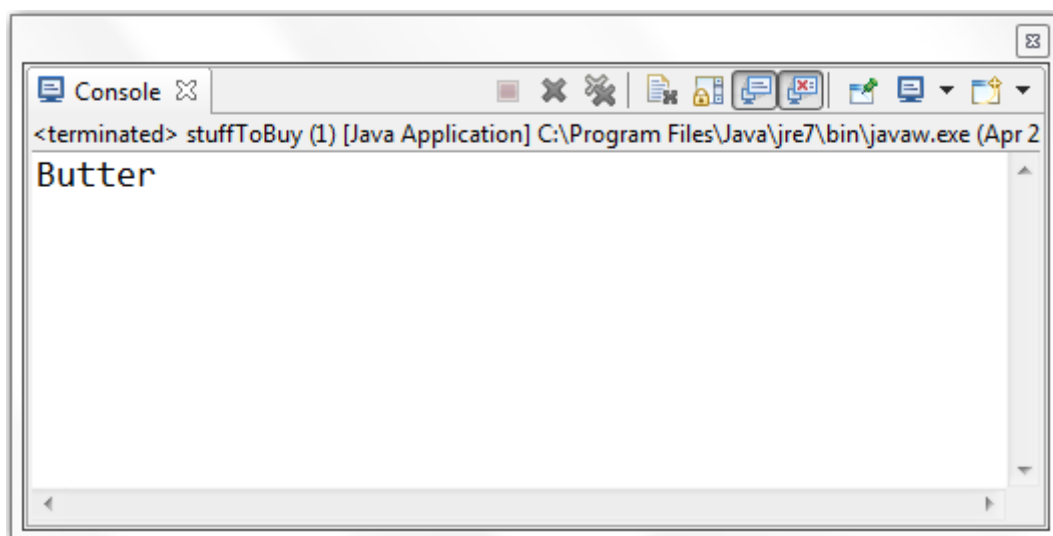 Console
<terminated> stuffToBuy (1) [Java Application] C:\Program Files\Java\jre7\bin\javaw.exe (Apr 2
Butter